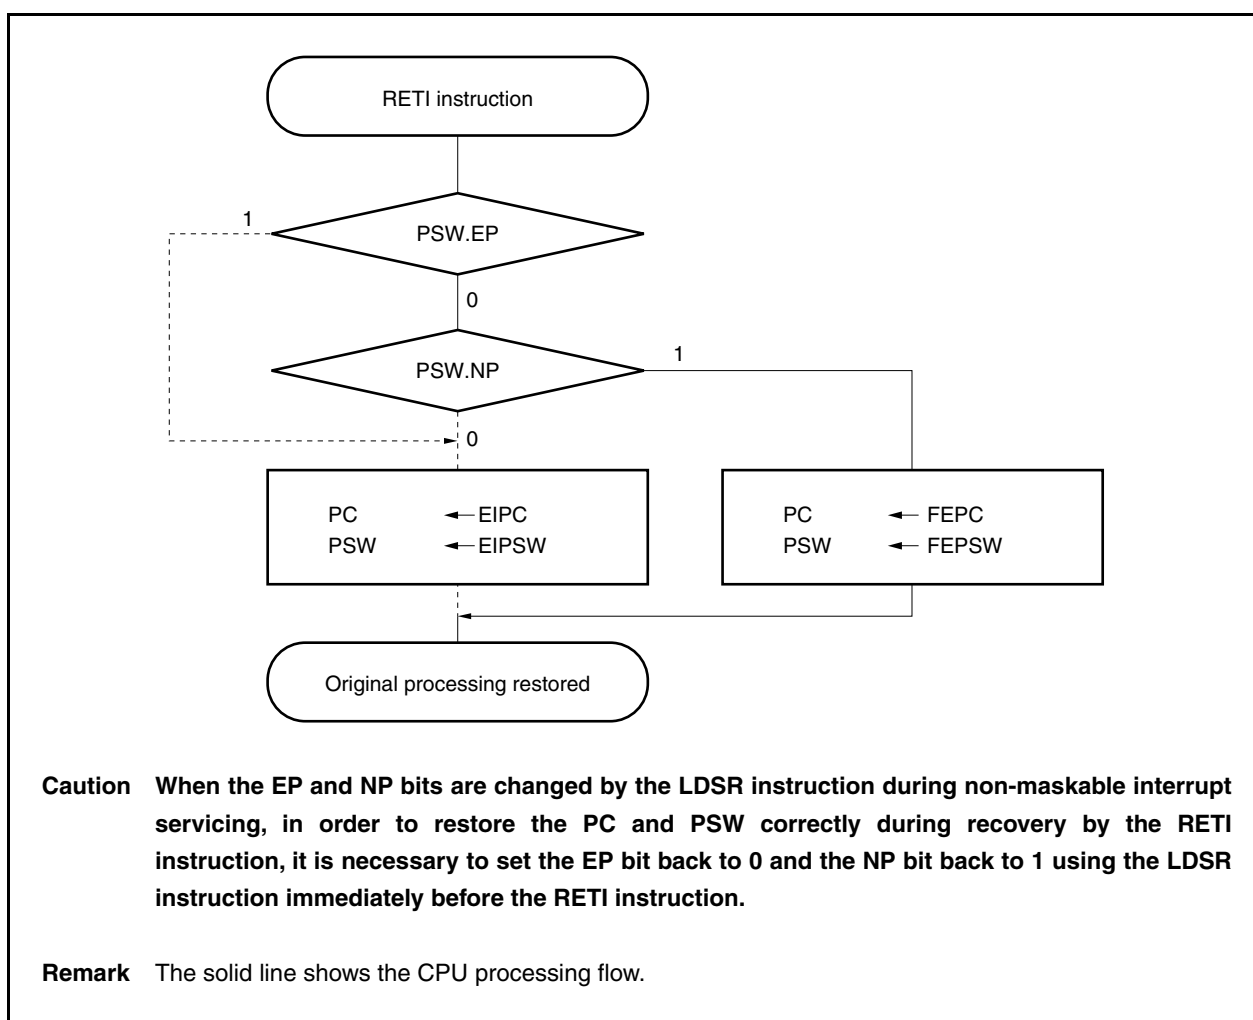 RETI instruction
1
PSW.EP
0
PSW.NP
1
0
PC ← EIPC
PSW ← EIPSW
PC ← FEPC
PSW ← FEPSW
Original processing restored
Caution When the EP and NP bits are changed by the LDSR instruction during non-maskable interrupt
servicing, in order to restore the PC and PSW correctly during recovery by the RETI
instruction, it is necessary to set the EP bit back to 0 and the NP bit back to 1 using the LDSR
instruction immediately before the RETI instruction.
Remark The solid line shows the CPU processing flow.